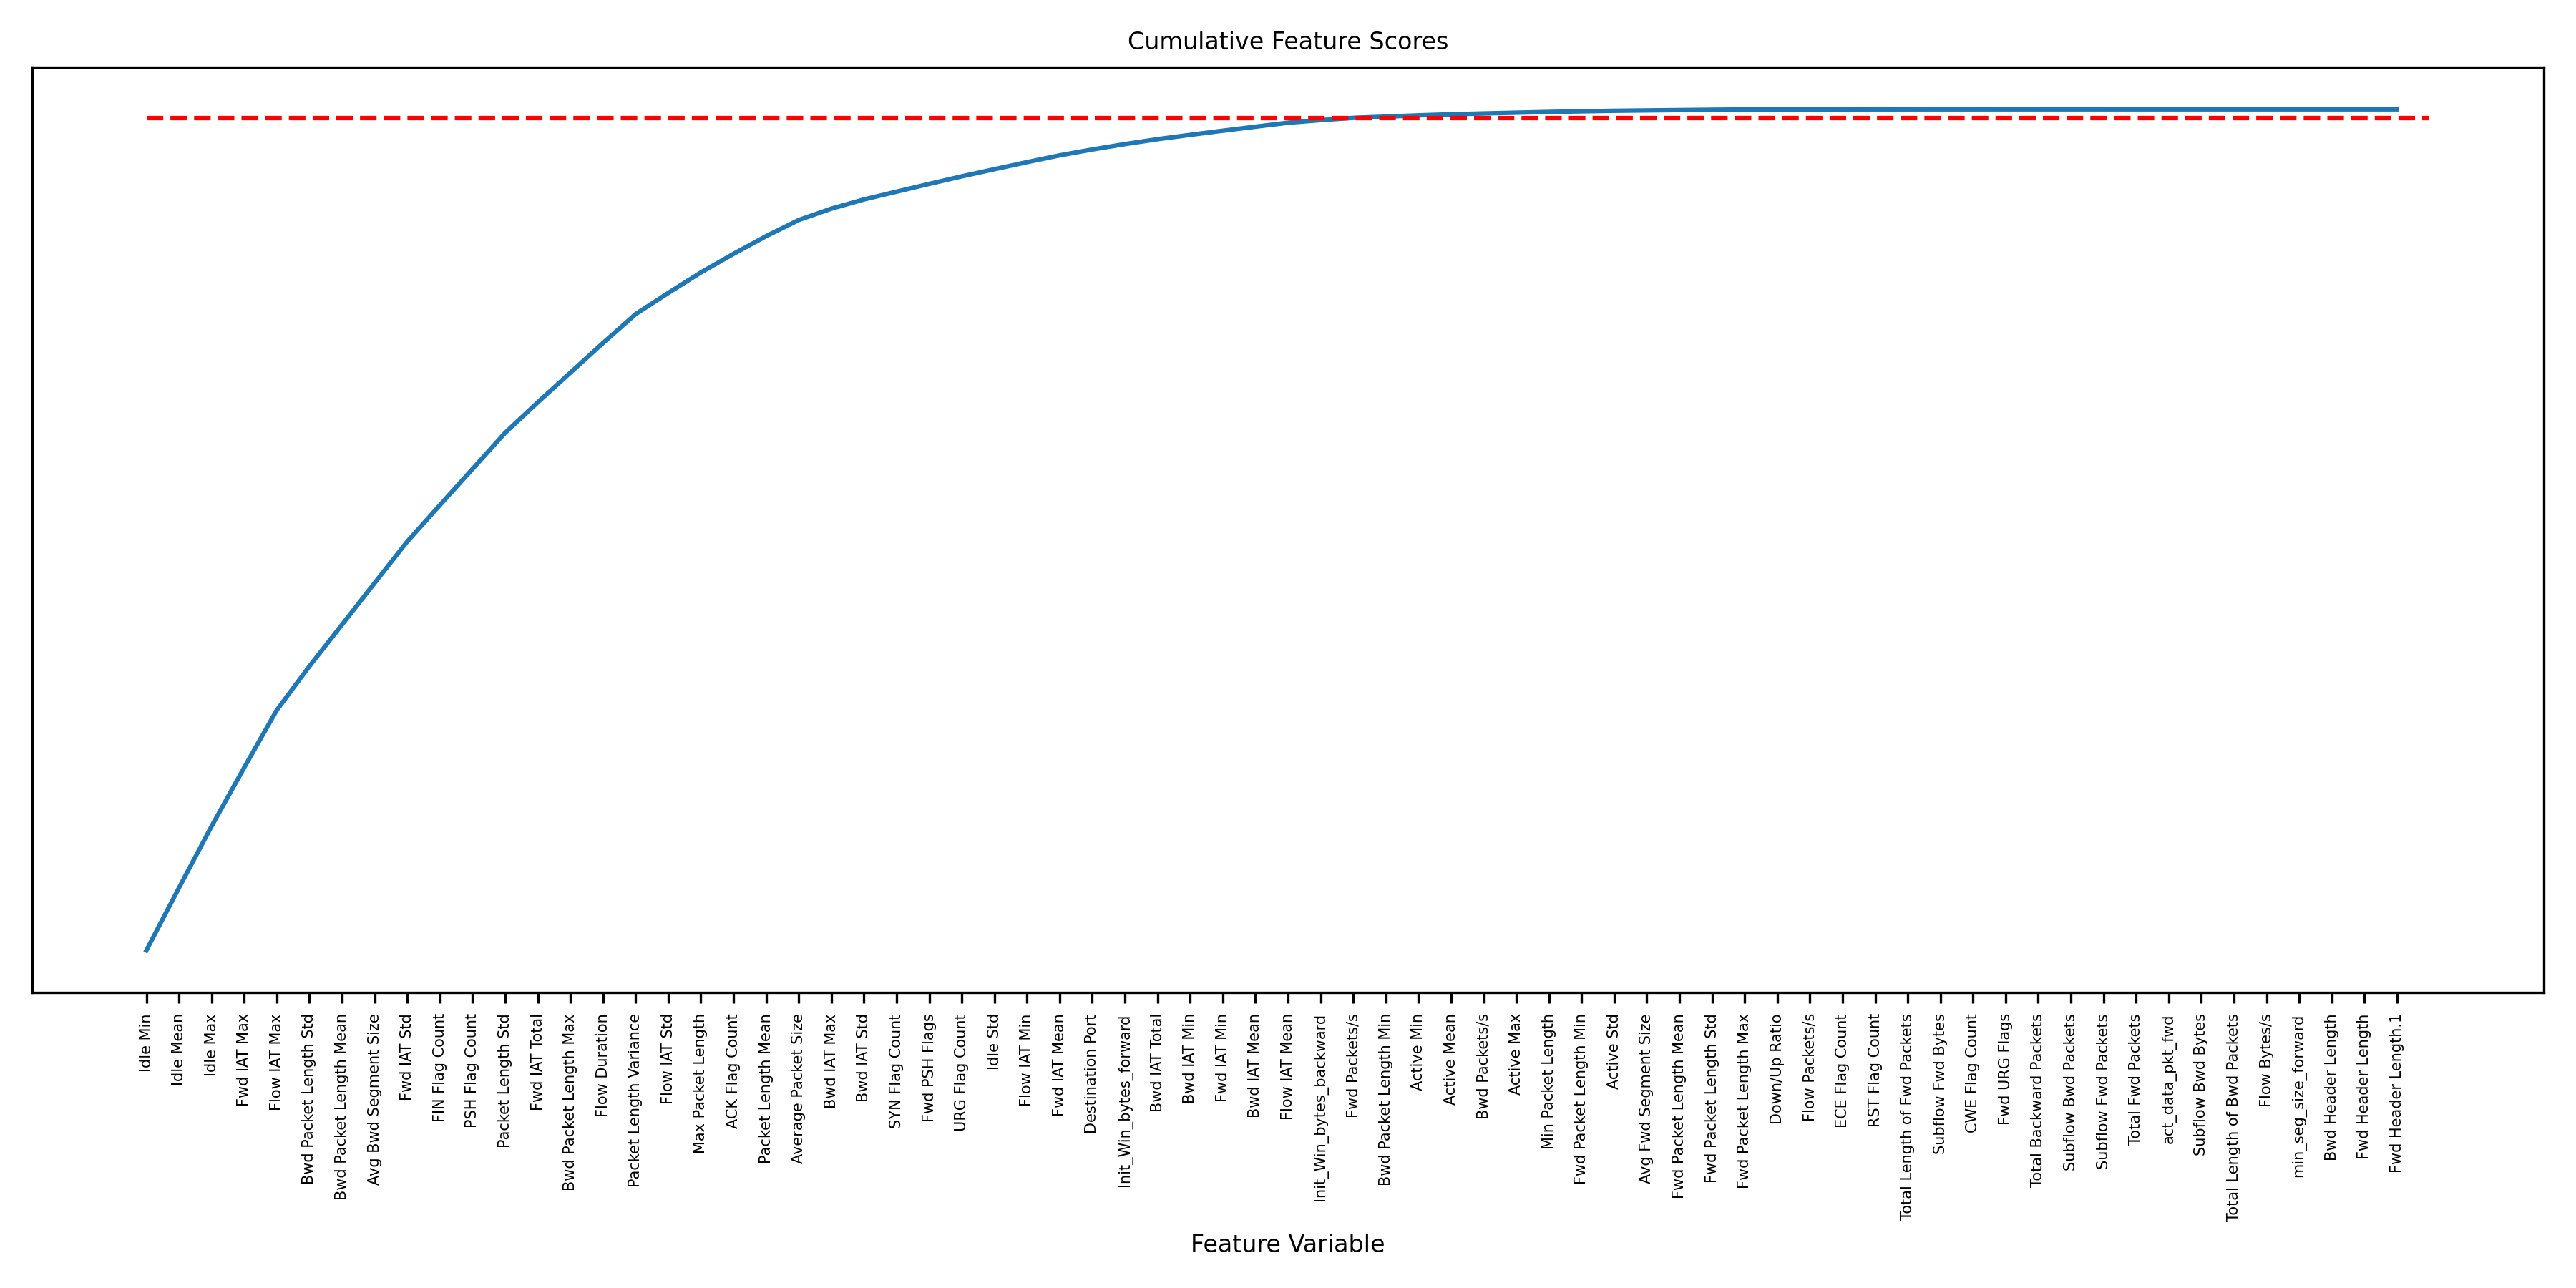 Cumulative Feature Scores
Idle Min
Idle Mean
Idle Max
Fwd IAT Max
Flow IAT Max
Bwd Packet Length Std
Bwd Packet Length Mean
Avg Bwd Segment Size
Fwd IAT Std
FIN Flag Count
PSH Flag Count
Packet Length Std
Fwd IAT Total
Bwd Packet Length Max
Flow Duration
Packet Length Variance
Flow IAT Std
Max Packet Length
ACK Flag Count
Packet Length Mean
Average Packet Size
Bwd IAT Max
Bwd IAT Std
SYN Flag Count
Fwd PSH Flags
URG Flag Count
Idle Std
Flow IAT Min
Fwd IAT Mean
Destination Port
Init_Win_bytes_forward
Bwd IAT Total
Bwd IAT Min
Fwd IAT Min
Bwd IAT Mean
Flow IAT Mean
Init_Win_bytes_backward
Fwd Packets/s
Bwd Packet Length Min
Active Min
Active Mean
Bwd Packets/s
Active Max
Min Packet Length
Fwd Packet Length Min
Active Std
Avg Fwd Segment Size
Fwd Packet Length Mean
Fwd Packet Length Std
Fwd Packet Length Max
Down/Up Ratio
Flow Packets/s
ECE Flag Count
RST Flag Count
Total Length of Fwd Packets
Subflow Fwd Bytes
CWE Flag Count
Fwd URG Flags
Total Backward Packets
Subflow Bwd Packets
Subflow Fwd Packets
Total Fwd Packets
act_data_pkt_fwd
Subflow Bwd Bytes
Total Length of Bwd Packets
Flow Bytes/s
min_seg_size_forward
Bwd Header Length
Fwd Header Length
Fwd Header Length.1
Feature Variable